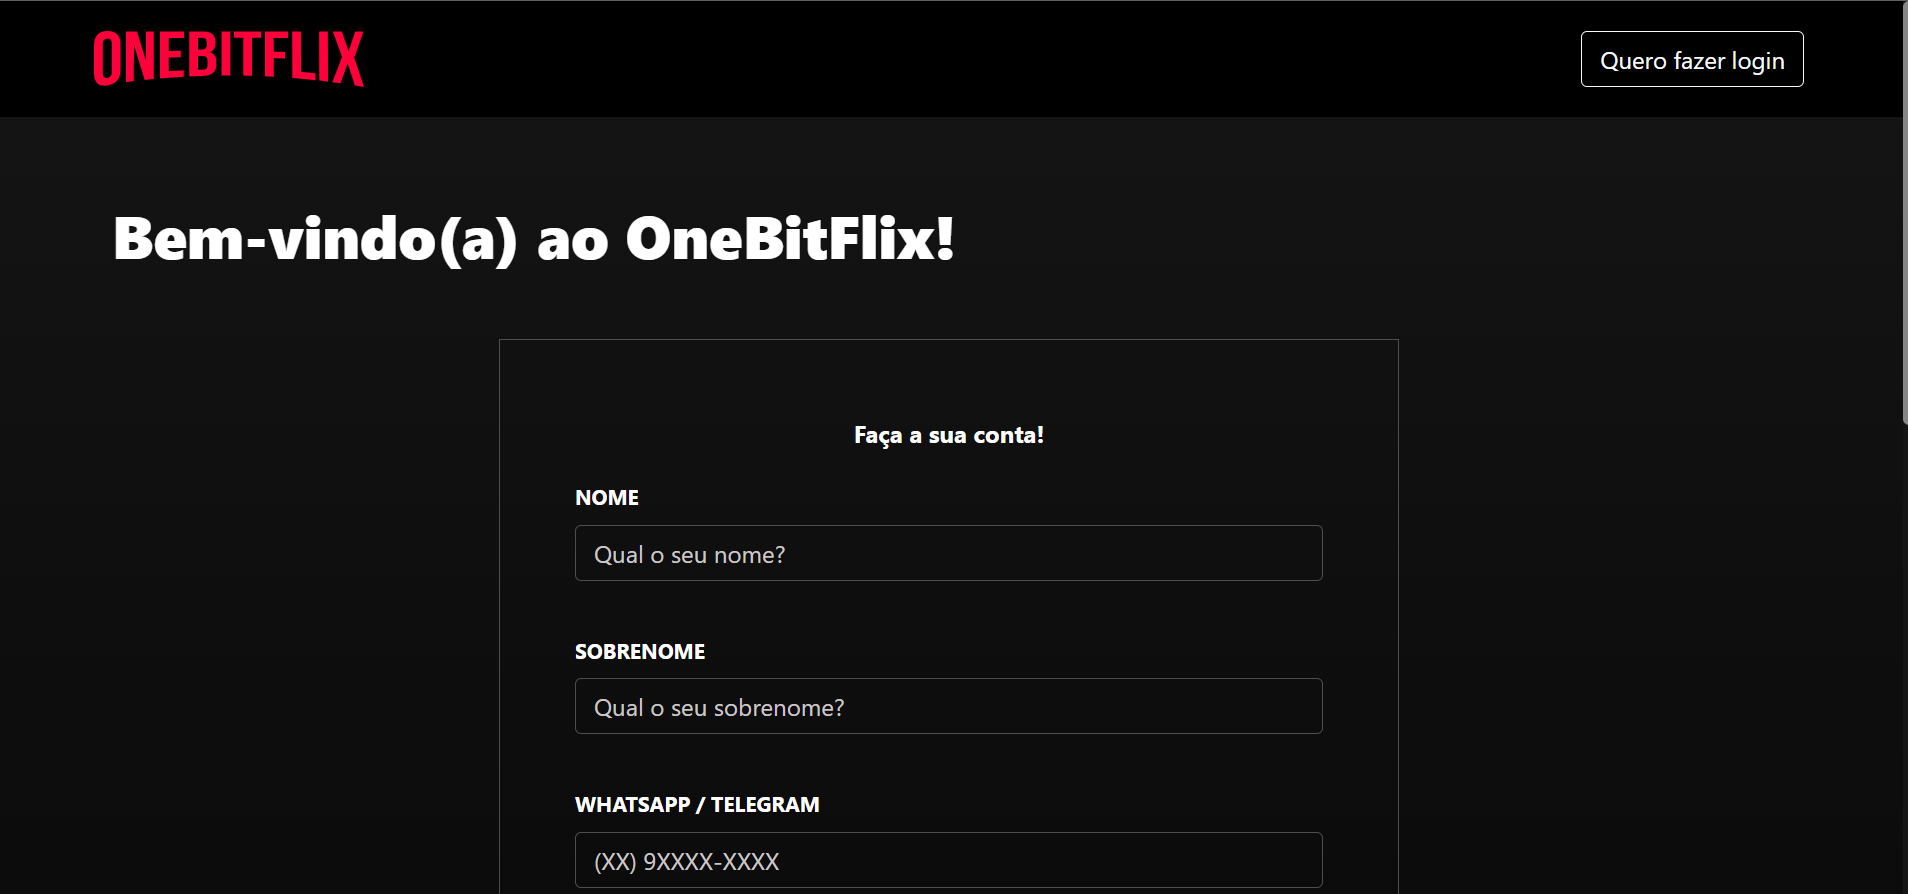 ONEBITFLIX
Quero fazer login
Bem-vindo(a) ao OneBitFlix!
Faça a sua conta!
NOME
Qual o seu nome?
SOBRENOME
Qual o seu sobrenome?
WHATSAPP / TELEGRAM
(XX) 9XXXX-XXXX